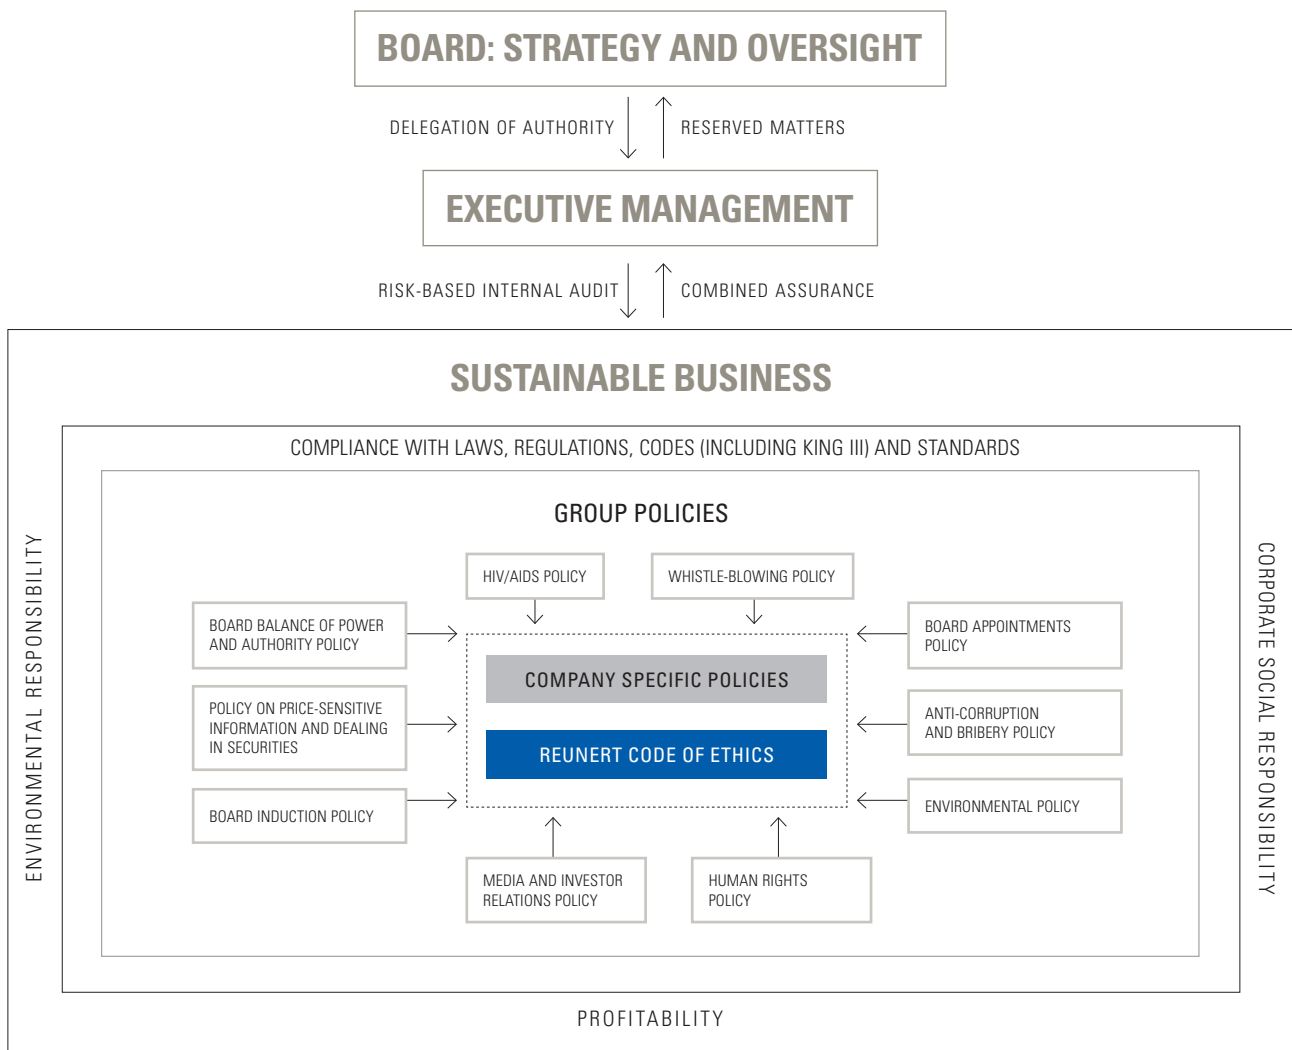 BOARD: STRATEGY AND OVERSIGHT
DELEGATION OF AUTHORITY
RESERVED MATTERS
EXECUTIVE MANAGEMENT
RISK-BASED INTERNAL AUDIT
COMBINED ASSURANCE
SUSTAINABLE BUSINESS
COMPLIANCE WITH LAWS, REGULATIONS, CODES (INCLUDING KING III) AND STANDARDS
GROUP POLICIES
ENVIRONMENTAL RESPONSIBILITY
HIV/AIDS POLICY
WHISTLE-BLOWING POLICY
BOARD BALANCE OF POWER
AND AUTHORITY POLICY
POLICY ON PRICE-SENSITIVE
INFORMATION AND DEALING
IN SECURITIES
BOARD INDUCTION POLICY
COMPANY SPECIFIC POLICIES
REUNERT CODE OF ETHICS
BOARD APPOINTMENTS
POLICY
ANTI-CORRUPTION
AND BRIBERY POLICY
ENVIRONMENTAL POLICY
MEDIA AND INVESTOR
RELATIONS POLICY
HUMAN RIGHTS
POLICY
CORPORATE SOCIAL RESPONSIBILITY
PROFITABILITY